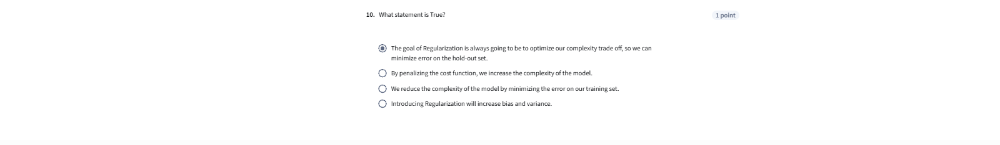 10. What statement is True?
1 point
The goal of Regularization is always going to be to optimize our complexity trade off, so we can
minimize error on the hold-out set.
By penalizing the cost function, we increase the complexity of the model.
We reduce the complexity of the model by minimizing the error on our training set.
Introducing Regularization will increase bias and variance.